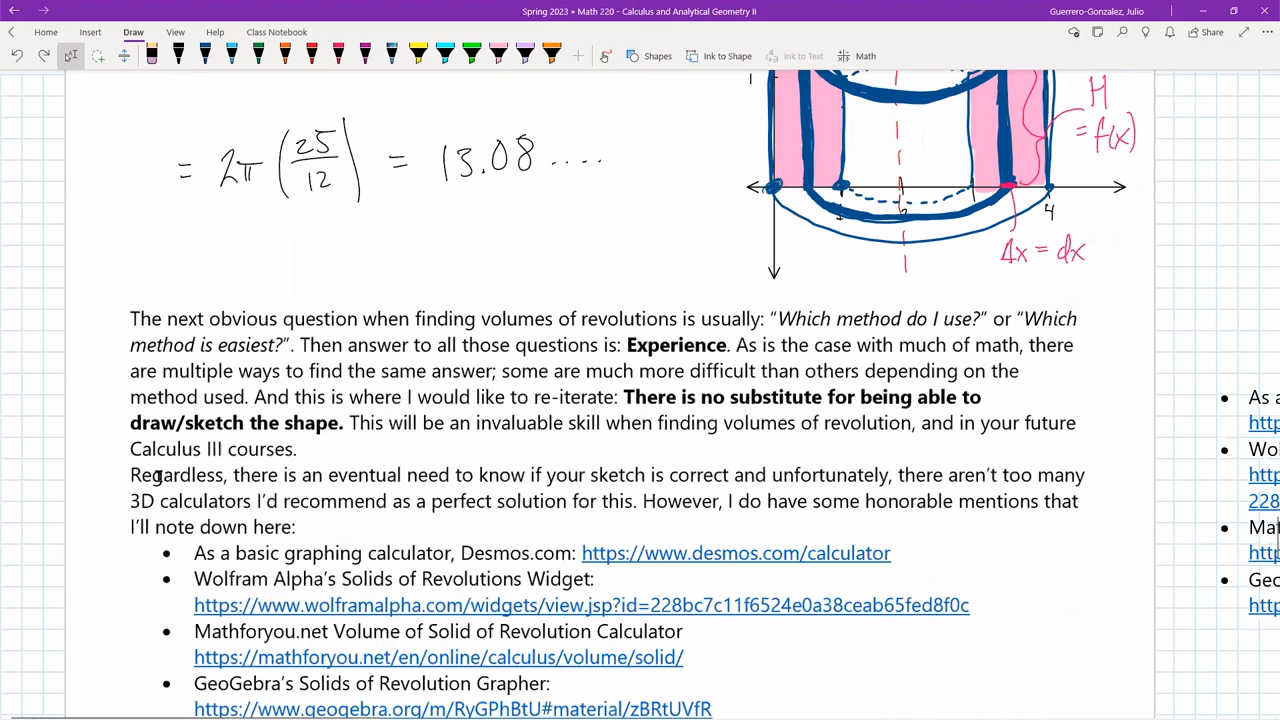 Spring 2023 » Math 220 - Calculus and Analytical Geometry II
Guerrero-Gonzalez, Julio
Home Insert Draw View Help Class Notebook
Shapes Ink to Shape Ink to Text Math Share
1
H
= f(x)
= 2π (25/12) = 13.08 ....
4
Δx = dx
The next obvious question when finding volumes of revolutions is usually: “Which method do I use?” or “Which
method is easiest?”. Then answer to all those questions is: Experience. As is the case with much of math, there
are multiple ways to find the same answer; some are much more difficult than others depending on the
method used. And this is where I would like to re-iterate: There is no substitute for being able to
draw/sketch the shape. This will be an invaluable skill when finding volumes of revolution, and in your future
Calculus III courses.
Regardless, there is an eventual need to know if your sketch is correct and unfortunately, there aren’t too many
3D calculators I’d recommend as a perfect solution for this. However, I do have some honorable mentions that
I’ll note down here:
• As a basic graphing calculator, Desmos.com: https://www.desmos.com/calculator
• Wolfram Alpha’s Solids of Revolutions Widget:
https://www.wolframalpha.com/widgets/view.jsp?id=228bc7c11f6524e0a38ceab65fed8f0c
• Mathforyou.net Volume of Solid of Revolution Calculator
https://mathforyou.net/en/online/calculus/volume/solid/
• GeoGebra’s Solids of Revolution Grapher:
https://www.geogebra.org/m/RyGPhBtU#material/zBRtUVfR
• As a
http
• Wol
http
228
• Mat
http
• Geo
http